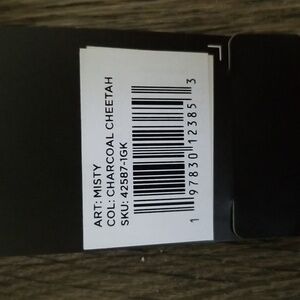 ART: MISTY
COL: CHARCOAL CHEETAH
SKU: 42587-1GK
1 97830 12385 3